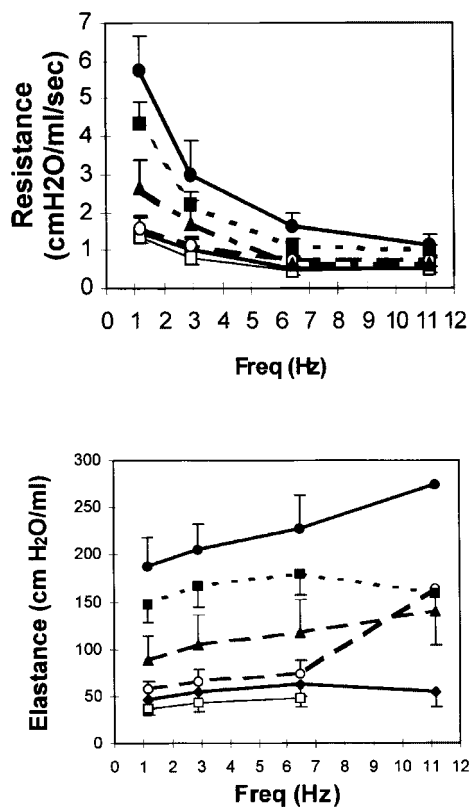 Resistance
(cmH2O/ml/sec)
7
6
5
4
3
2
1
0
0 1 2 3 4 5 6 7 8 9 10 11 12
Freq (Hz)
Elastance (cm H₂O/ml)
300
250
200
150
100
50
0
0 1 2 3 4 5 6 7 8 9 10 11 12
Freq (Hz)